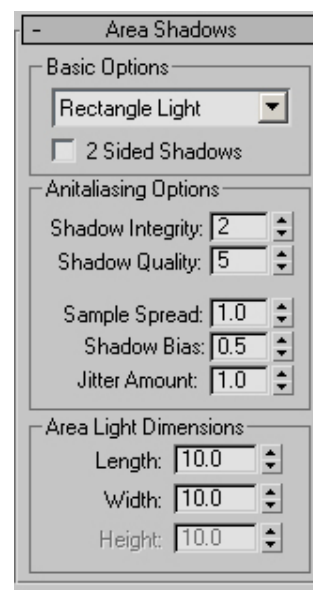 - Area Shadows
Basic Options
Rectangle Light
2 Sided Shadows
Anitaliasing Options
Shadow Integrity: 2
Shadow Quality: 5
Sample Spread: 1.0
Shadow Bias: 0.5
Jitter Amount: 1.0
Area Light Dimensions
Length: 10.0
Width: 10.0
Height: 10.0